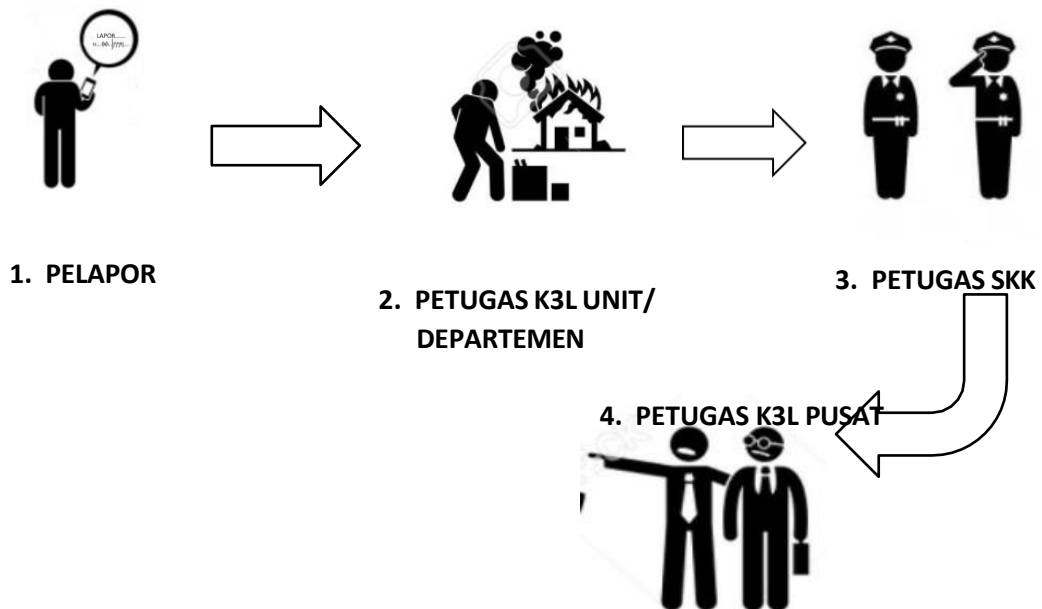 LAPOR......
1. PELAPOR
2. PETUGAS K3L UNIT/
DEPARTEMEN
3. PETUGAS SKK
4. PETUGAS K3L PUSAT